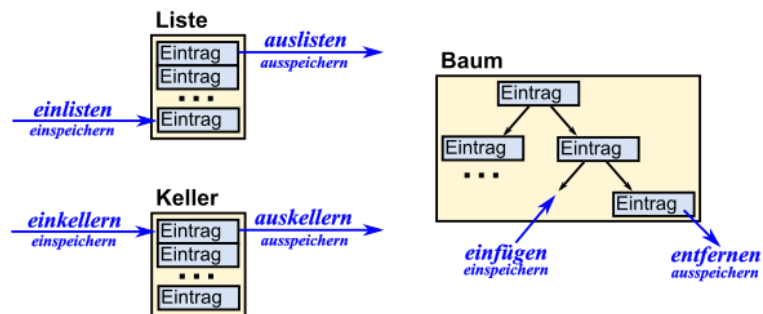 Liste
Eintrag
auslisten
ausspeichern
Eintrag
...
einlisten
einspeichern
Eintrag
Keller
einkellern
einspeichern
Eintrag
auskellern
ausspeichern
Eintrag
...
Eintrag
Baum
Eintrag
Eintrag
Eintrag
...
Eintrag
einfügen
einspeichern
entfernen
ausspeichern